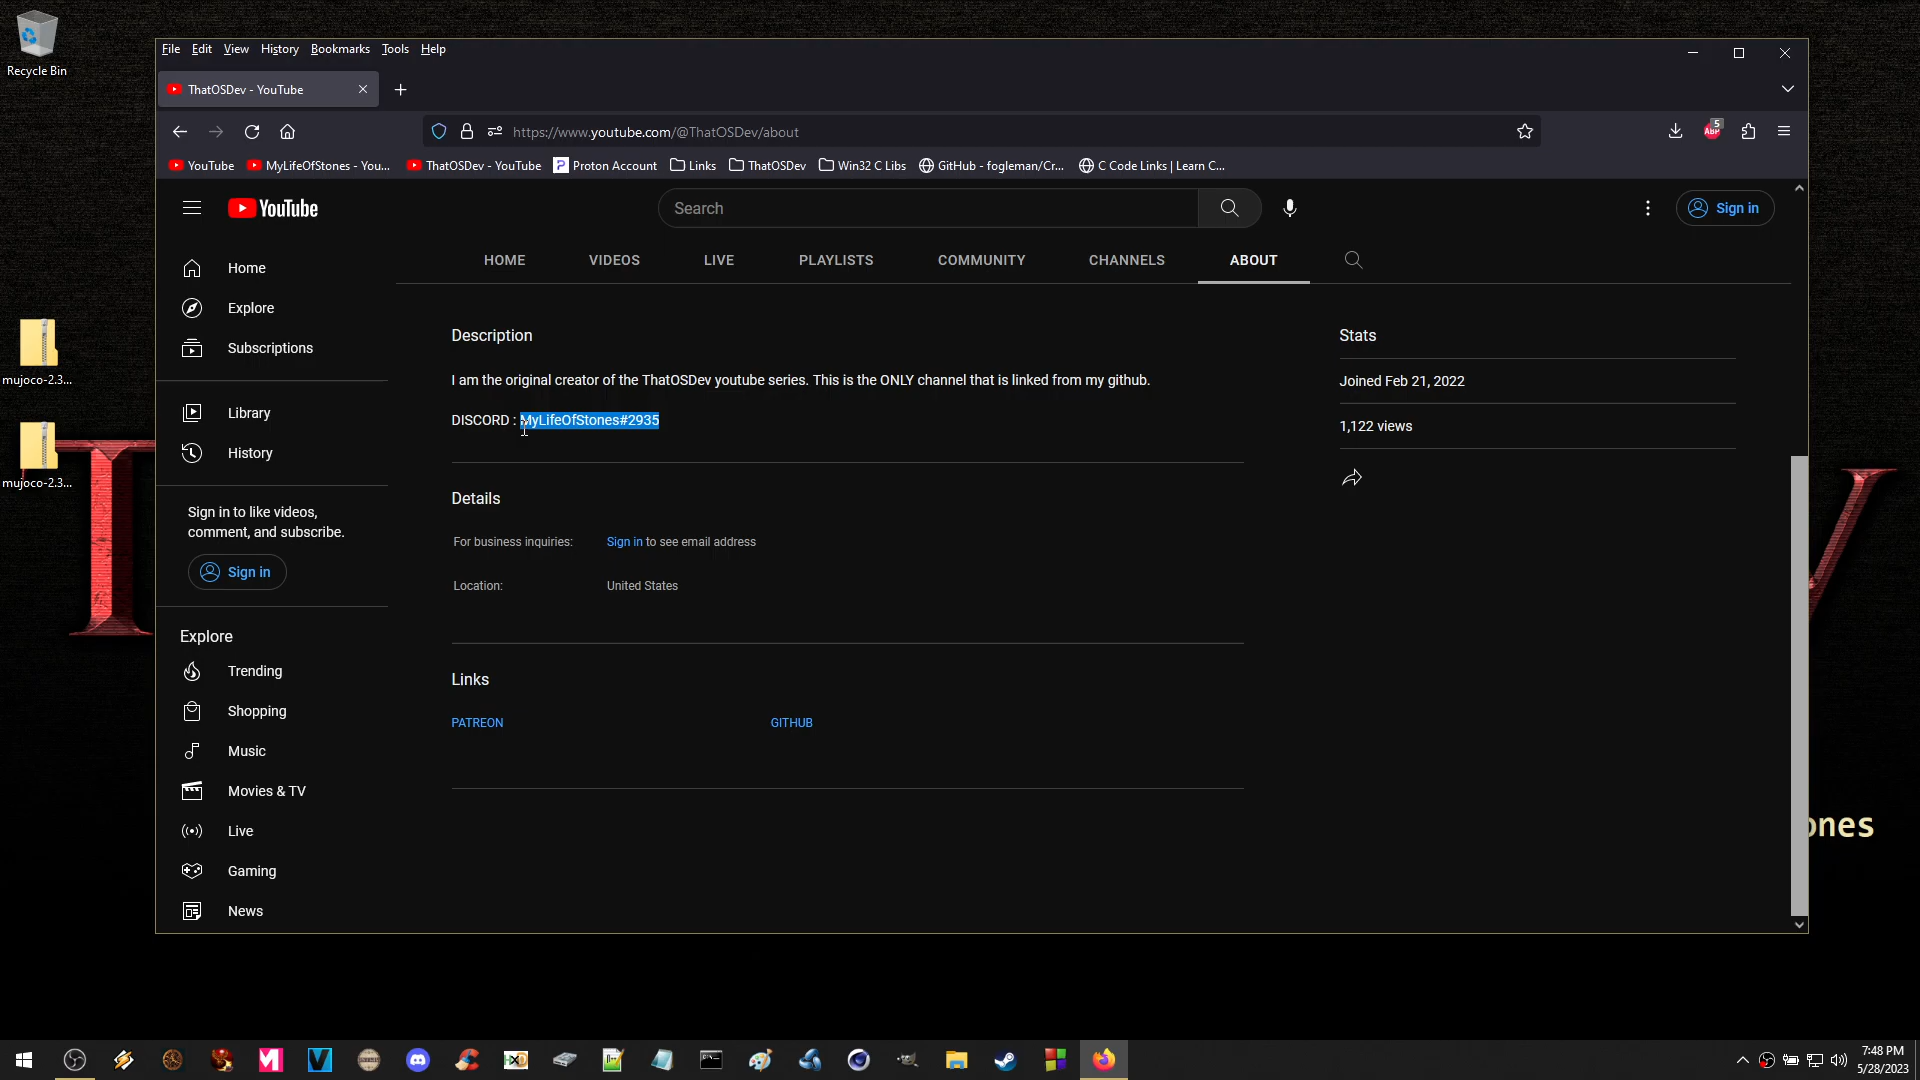 Recycle Bin
mujoco-2.3...
mujoco-2.3...
File Edit View History Bookmarks Tools Help
ThatOSDev - YouTube
https://www.youtube.com/@ThatOSDev/about
ABP 5
YouTube MyLifeOfStones - You... ThatOSDev - YouTube Proton Account Links ThatOSDev Win32 C Libs GitHub - fogleman/Cr... C Code Links | Learn C...
YouTube
Search
Sign in
HOME VIDEOS LIVE PLAYLISTS COMMUNITY CHANNELS ABOUT
Home
Explore
Subscriptions
Library
History
Sign in to like videos,
comment, and subscribe.
Sign in
Explore
Trending
Shopping
Music
Movies & TV
Live
Gaming
News
Description
I am the original creator of the ThatOSDev youtube series. This is the ONLY channel that is linked from my github.
DISCORD : MyLifeOfStones#2935
Details
For business inquiries: Sign in to see email address
Location: United States
Links
PATREON GITHUB
Stats
Joined Feb 21, 2022
1,122 views
7:48 PM
5/28/2023